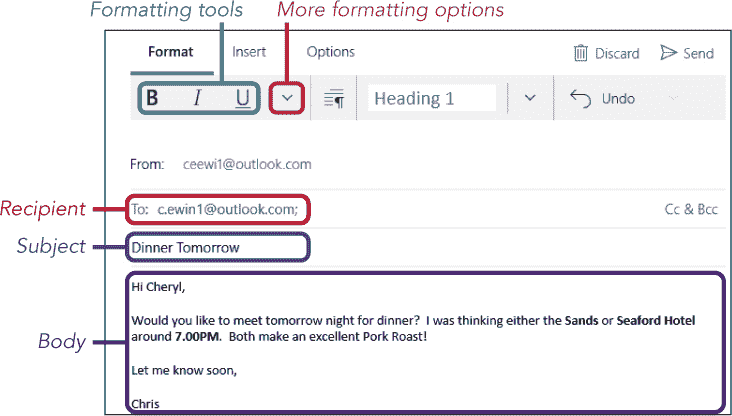 Formatting tools
More formatting options
Format Insert Options Discard Send
B I U Heading 1 Undo
From: ceewi1@outlook.com
Recipient
To: c.ewin1@outlook.com; Cc & Bcc
Subject
Dinner Tomorrow
Body
Hi Cheryl,
Would you like to meet tomorrow night for dinner? I was thinking either the Sands or Seaford Hotel
around 7.00PM. Both make an excellent Pork Roast!
Let me know soon,
Chris